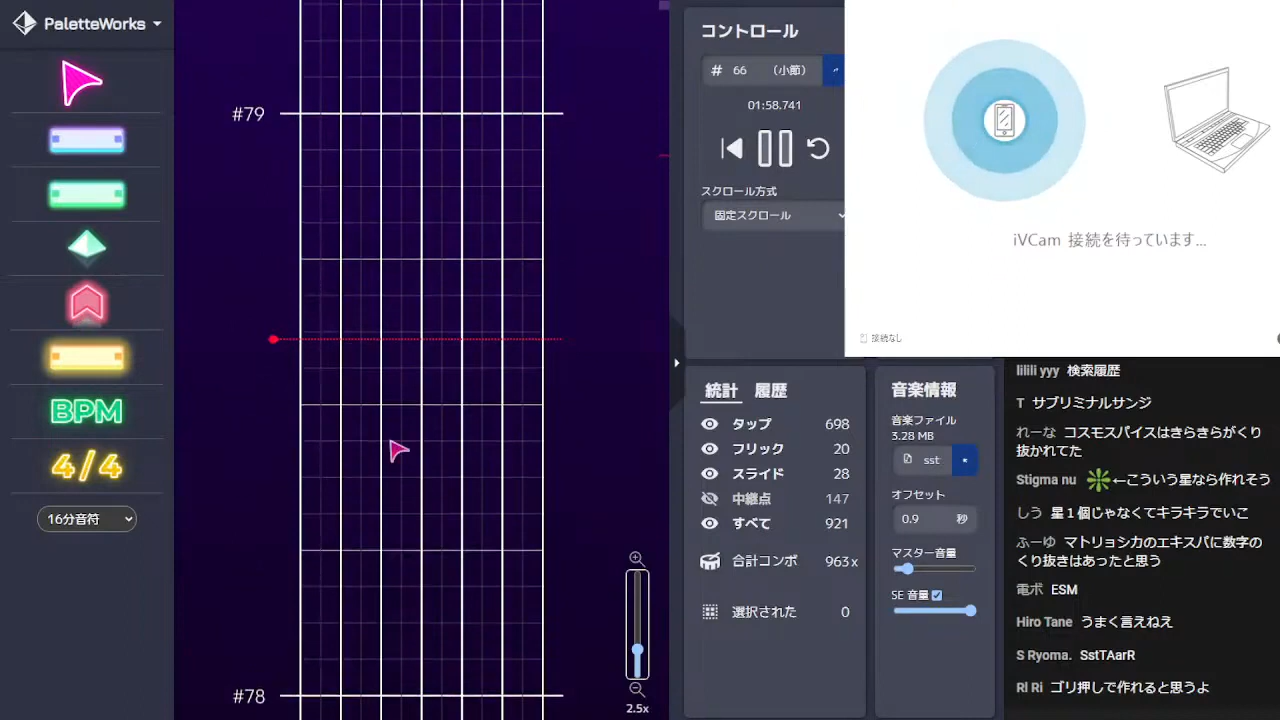 PaletteWorks
BPM
4/4
16分音符
#79
#78
2.5x
コントロール
# 66 （小節）
01:58.741
スクロール方式
固定スクロール
iVCam 接続を待っています...
接続なし
統計 履歴
タップ 698
フリック 20
スライド 28
中継点 147
すべて 921
合計コンボ 963x
選択された 0
音楽情報
音楽ファイル
3.28 MB
sst
オフセット
0.9 秒
マスター音量
SE 音量
liilili yyy 検索履歴
T サブリミナルサンジ
れーな コスモスパイスはきらきらがくり
抜かれてた
Stigma nu ←こういう星なら作れそう
しう 星１個じゃなくてキラキラでいこ
ふーゆ マトリョシカのエキスパに数字の
くり抜きはあったと思う
電ボ ESM
Hiro Tane うまく言えねえ
S Ryoma. SstTAarR
Rl Ri ゴリ押しで作れると思うよ